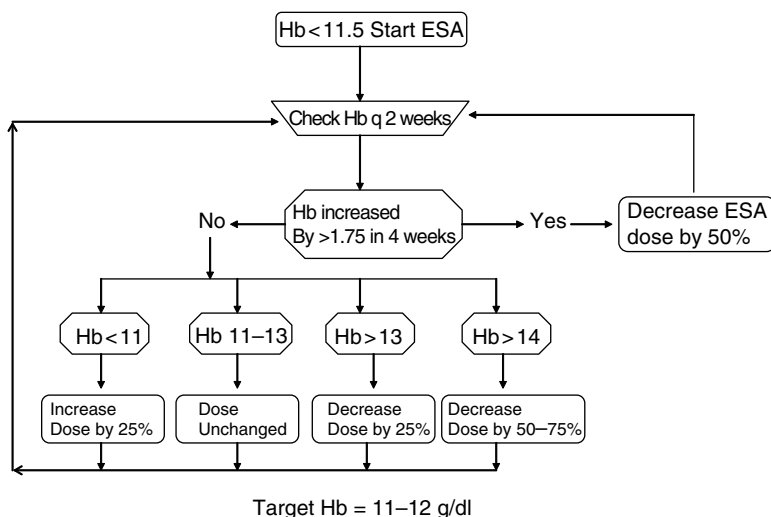 Hb<11.5 Start ESA
Check Hb q 2 weeks
No
Hb increased
By >1.75 in 4 weeks
Yes
Decrease ESA
dose by 50%
Hb<11
Hb 11–13
Hb>13
Hb>14
Increase
Dose by 25%
Dose
Unchanged
Decrease
Dose by 25%
Decrease
Dose by 50–75%
Target Hb = 11–12 g/dl